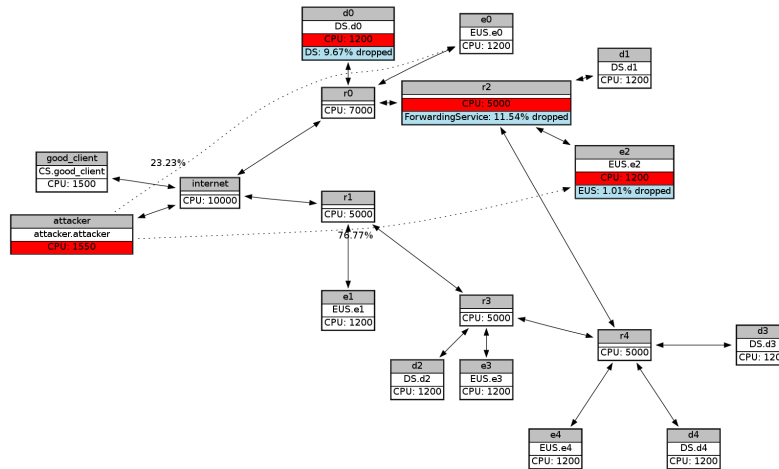 d0
DS.d0
CPU: 1200
DS: 9.67% dropped
e0
EUS.e0
CPU: 1200
d1
DS.d1
CPU: 1200
r0
CPU: 7000
r2
CPU: 5000
ForwardingService: 11.54% dropped
good_client
CS.good_client
CPU: 1500
23.23%
internet
CPU: 10000
e2
EUS.e2
CPU: 1200
EUS: 1.01% dropped
attacker
attacker.attacker
CPU: 1550
r1
CPU: 5000
76.77%
e1
EUS.e1
CPU: 1200
r3
CPU: 5000
r4
CPU: 5000
d3
DS.d3
CPU: 120
d2
DS.d2
CPU: 1200
e3
EUS.e3
CPU: 1200
e4
EUS.e4
CPU: 1200
d4
DS.d4
CPU: 1200